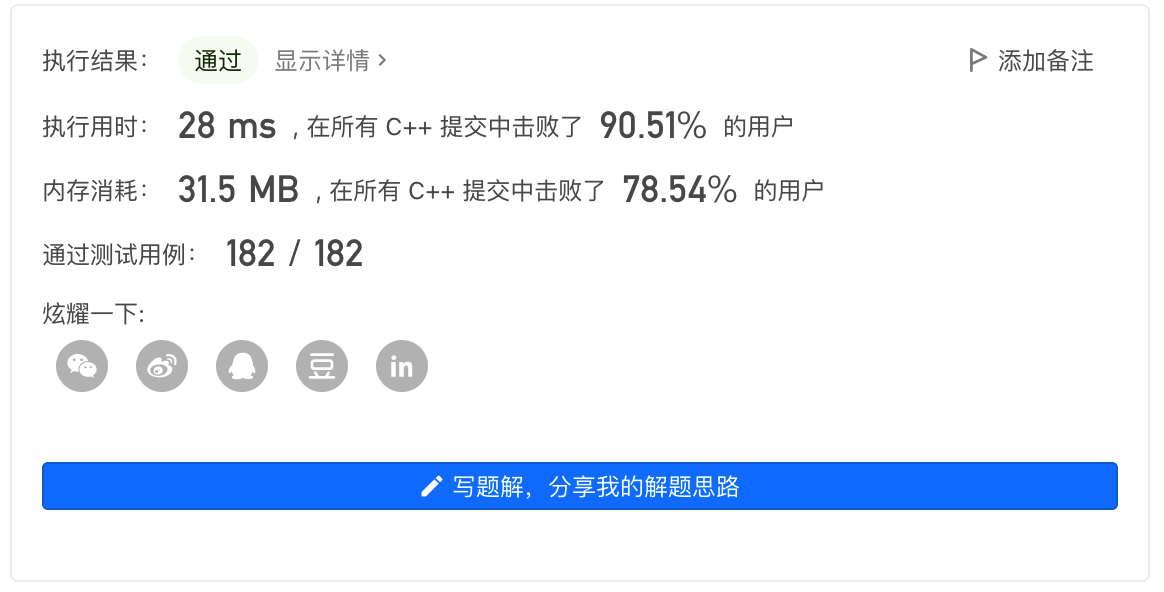 执行结果： 通过 显示详情 › 添加备注
执行用时： 28 ms , 在所有 C++ 提交中击败了 90.51% 的用户
内存消耗： 31.5 MB , 在所有 C++ 提交中击败了 78.54% 的用户
通过测试用例： 182 / 182
炫耀一下:
豆 in
写题解，分享我的解题思路